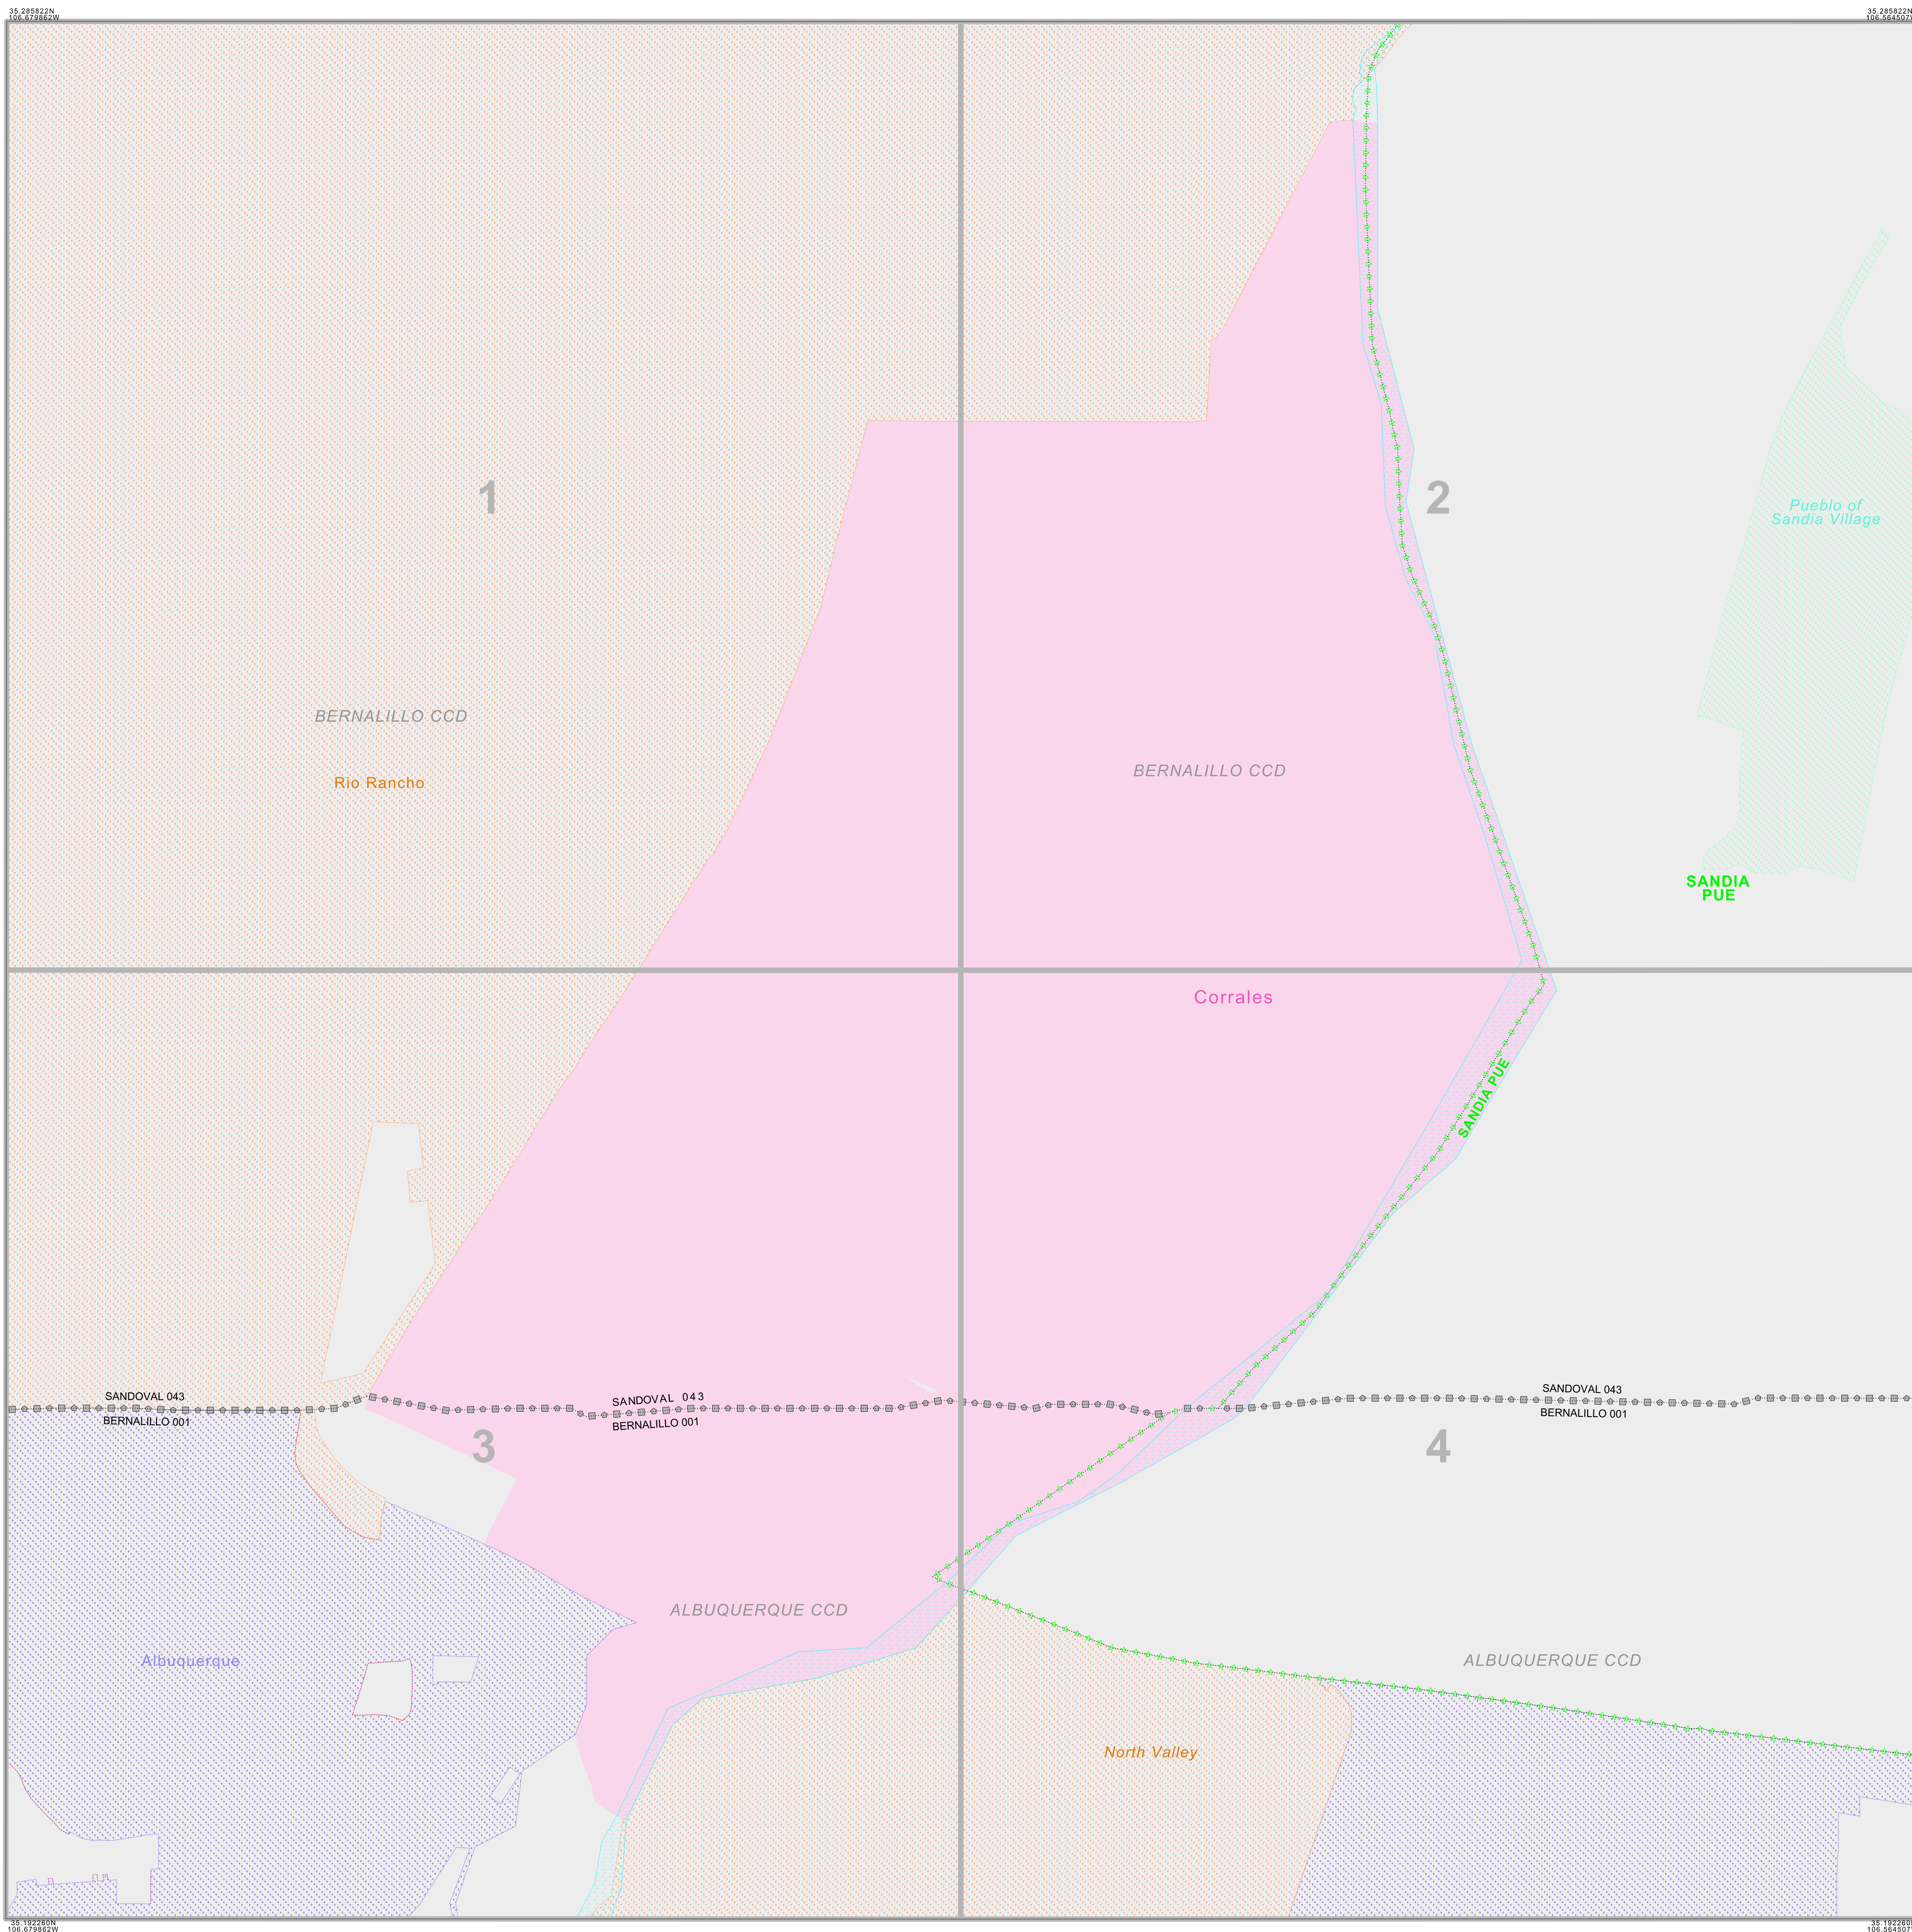 35.285822N
106.679862W
35.285822N
106.564507W
1
2
Pueblo of
Sandia Village
BERNALILLO CCD
Rio Rancho
BERNALILLO CCD
SANDIA
PUE
Corrales
SANDIA PUE
SANDOVAL 043
BERNALILLO 001
SANDOVAL 043
BERNALILLO 001
SANDOVAL 043
BERNALILLO 001
3
4
ALBUQUERQUE CCD
Albuquerque
ALBUQUERQUE CCD
North Valley
35.192260N
106.679862W
35.192260N
106.564507W